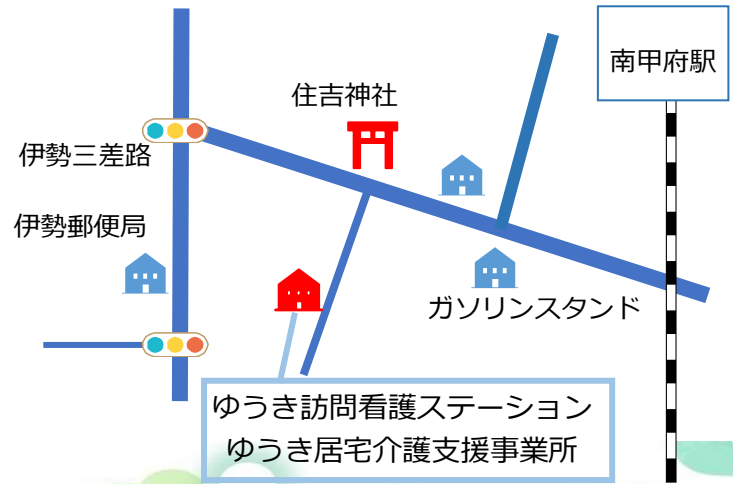 南甲府駅
住吉神社
伊勢三差路
伊勢郵便局
ガソリンスタンド
ゆうき訪問看護ステーション
ゆうき居宅介護支援事業所